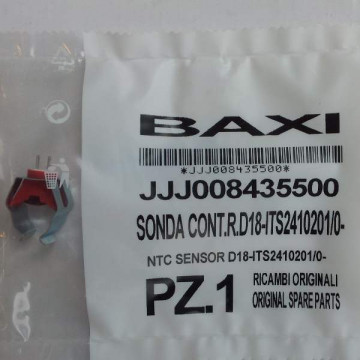 BAXI
*JJJ008435500*
JJJ008435500
SONDA CONT.R.D18-ITS2410201/0-
NTC SENSOR D18-ITS2410201/0-
PZ.1
RICAMBI ORIGINALI
ORIGINAL SPARE PARTS